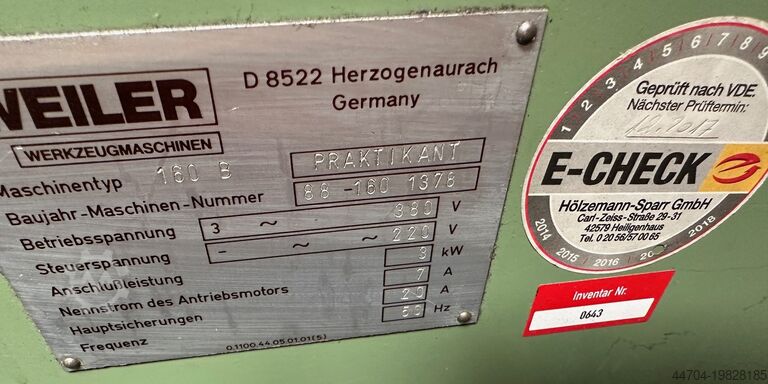 WEILER
WERKZEUGMASCHINEN
D 8522 Herzogenaurach
Germany
Maschinentyp 160 B PRAKTIKANT
Baujahr-Maschinen-Nummer 88 -160 1376
Betriebsspannung 3 ~ 380 V
Steuerspannung - ~ ~ 220 V
Anschlußleistung 3 kW
Nennstrom des Antriebsmotors 7 A
Hauptsicherungen 20 A
Frequenz 50 Hz
0.1100.44.05.01.01(5)
1 2 3 4 5 6 7 8 9
Geprüft nach VDE.
Nächster Prüftermin:
12.2017
E-CHECK
Hölzemann-Sparr GmbH
Carl-Zeiss-Straße 29-31
42579 Heiligenhaus
Tel. 0 20 56/57 00 65
2014 2015 2016 2018
Inventar Nr.
0643
44704-19828185